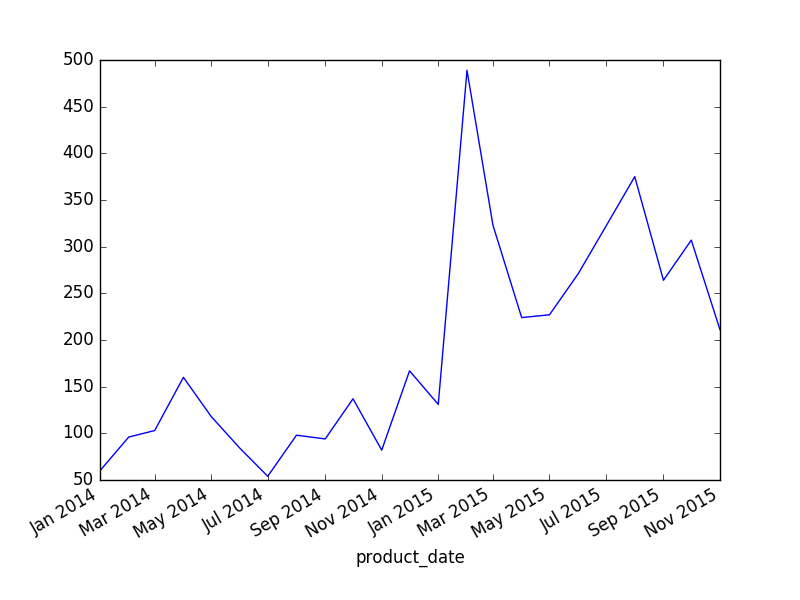 500
450
400
350
300
250
200
150
100
50
Jan 2014
Mar 2014
May 2014
Jul 2014
Sep 2014
Nov 2014
Jan 2015
Mar 2015
May 2015
Jul 2015
Sep 2015
Nov 2015
product_date